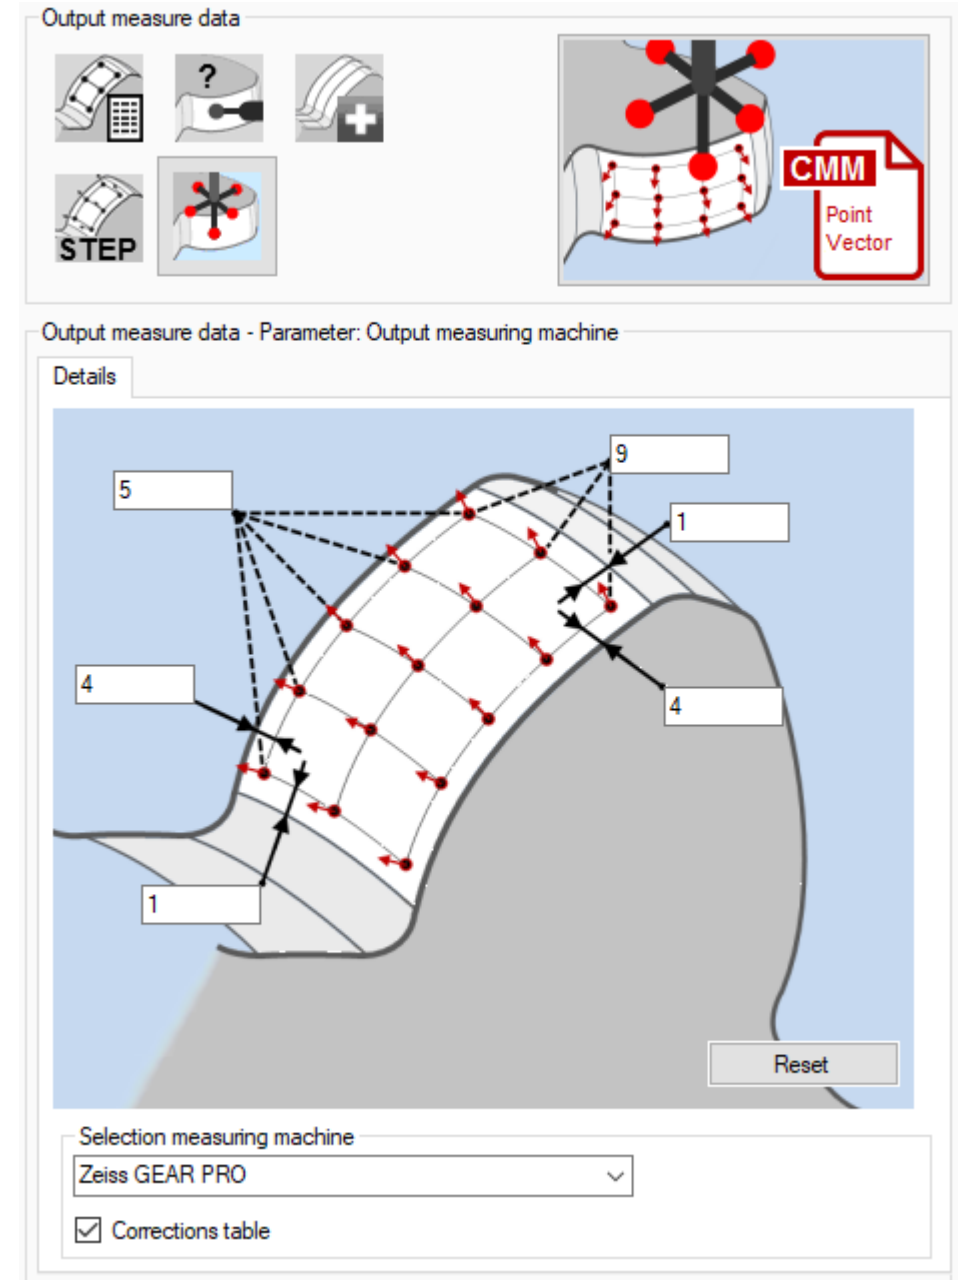 Output measure data
?
STEP
CMM
Point
Vector
Output measure data - Parameter: Output measuring machine
Details
9
5
1
4
4
1
Reset
Selection measuring machine
Zeiss GEAR PRO
Corrections table